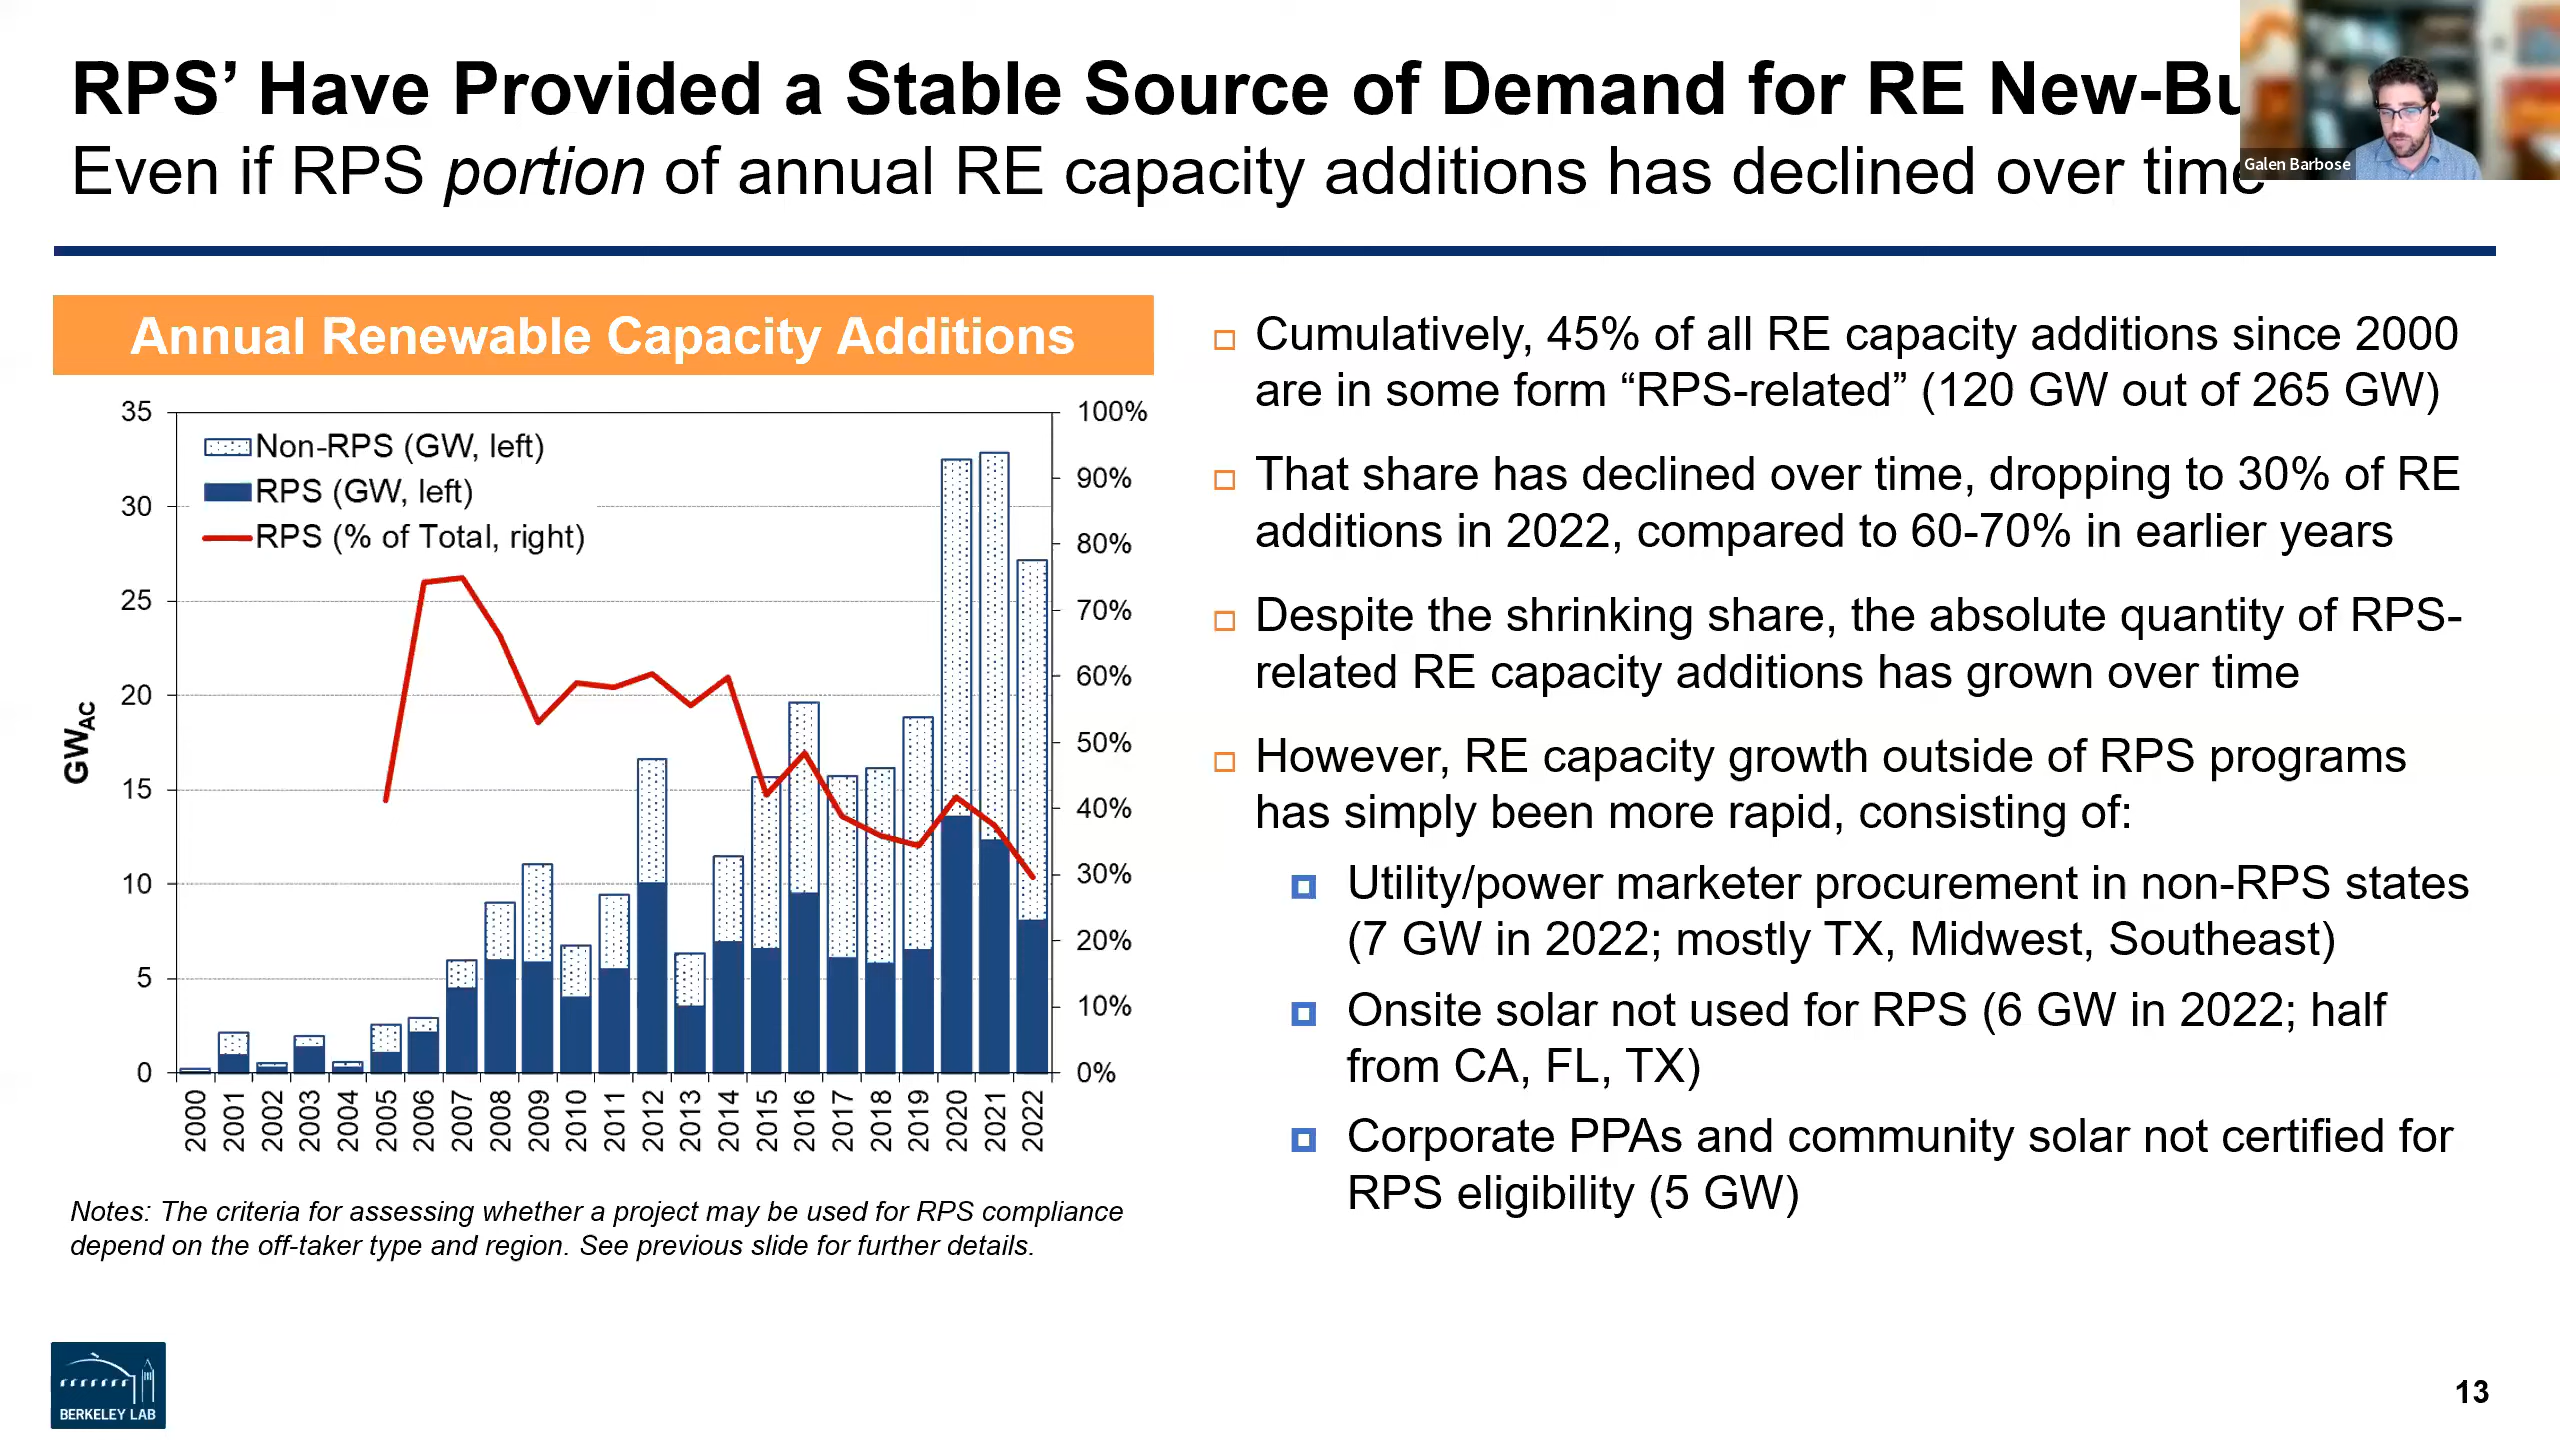 RPS’ Have Provided a Stable Source of Demand for RE
Even if RPS portion of annual RE capacity additions has declined over time
Galen Barbose
Annual Renewable Capacity Additions
35
30
25
20
15
10
5
0
GWAC
Non-RPS (GW, left)
RPS (GW, left)
RPS (% of Total, right)
100%
90%
80%
70%
60%
50%
40%
30%
20%
10%
0%
2000 2001 2002 2003 2004 2005 2006 2007 2008 2009 2010 2011 2012 2013 2014 2015 2016 2017 2018 2019 2020 2021 2022
Notes: The criteria for assessing whether a project may be used for RPS compliance
depend on the off-taker type and region. See previous slide for further details.
Cumulatively, 45% of all RE capacity additions since 2000
are in some form “RPS-related” (120 GW out of 265 GW)
That share has declined over time, dropping to 30% of RE
additions in 2022, compared to 60-70% in earlier years
Despite the shrinking share, the absolute quantity of RPS-
related RE capacity additions has grown over time
However, RE capacity growth outside of RPS programs
has simply been more rapid, consisting of:
Utility/power marketer procurement in non-RPS states
(7 GW in 2022; mostly TX, Midwest, Southeast)
Onsite solar not used for RPS (6 GW in 2022; half
from CA, FL, TX)
Corporate PPAs and community solar not certified for
RPS eligibility (5 GW)
BERKELEY LAB
13